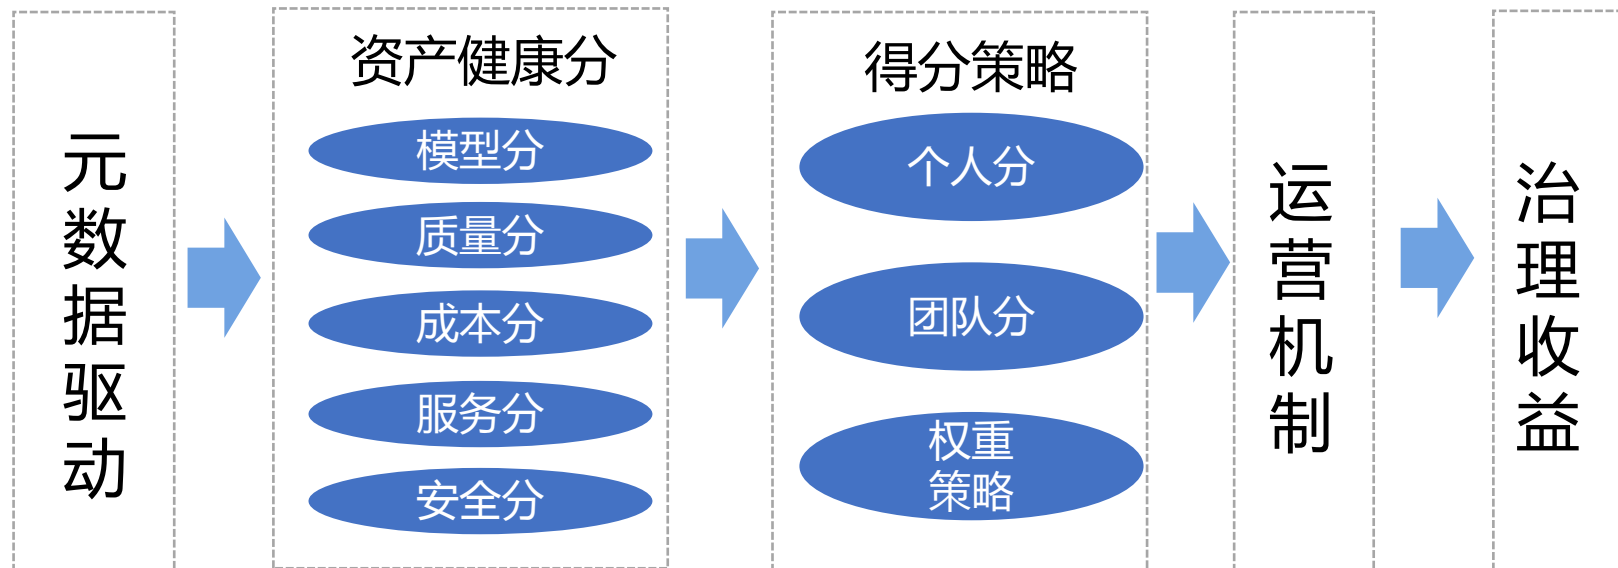 元数据驱动
资产健康分
模型分
质量分
成本分
服务分
安全分
得分策略
个人分
团队分
权重
策略
运营机制
治理收益